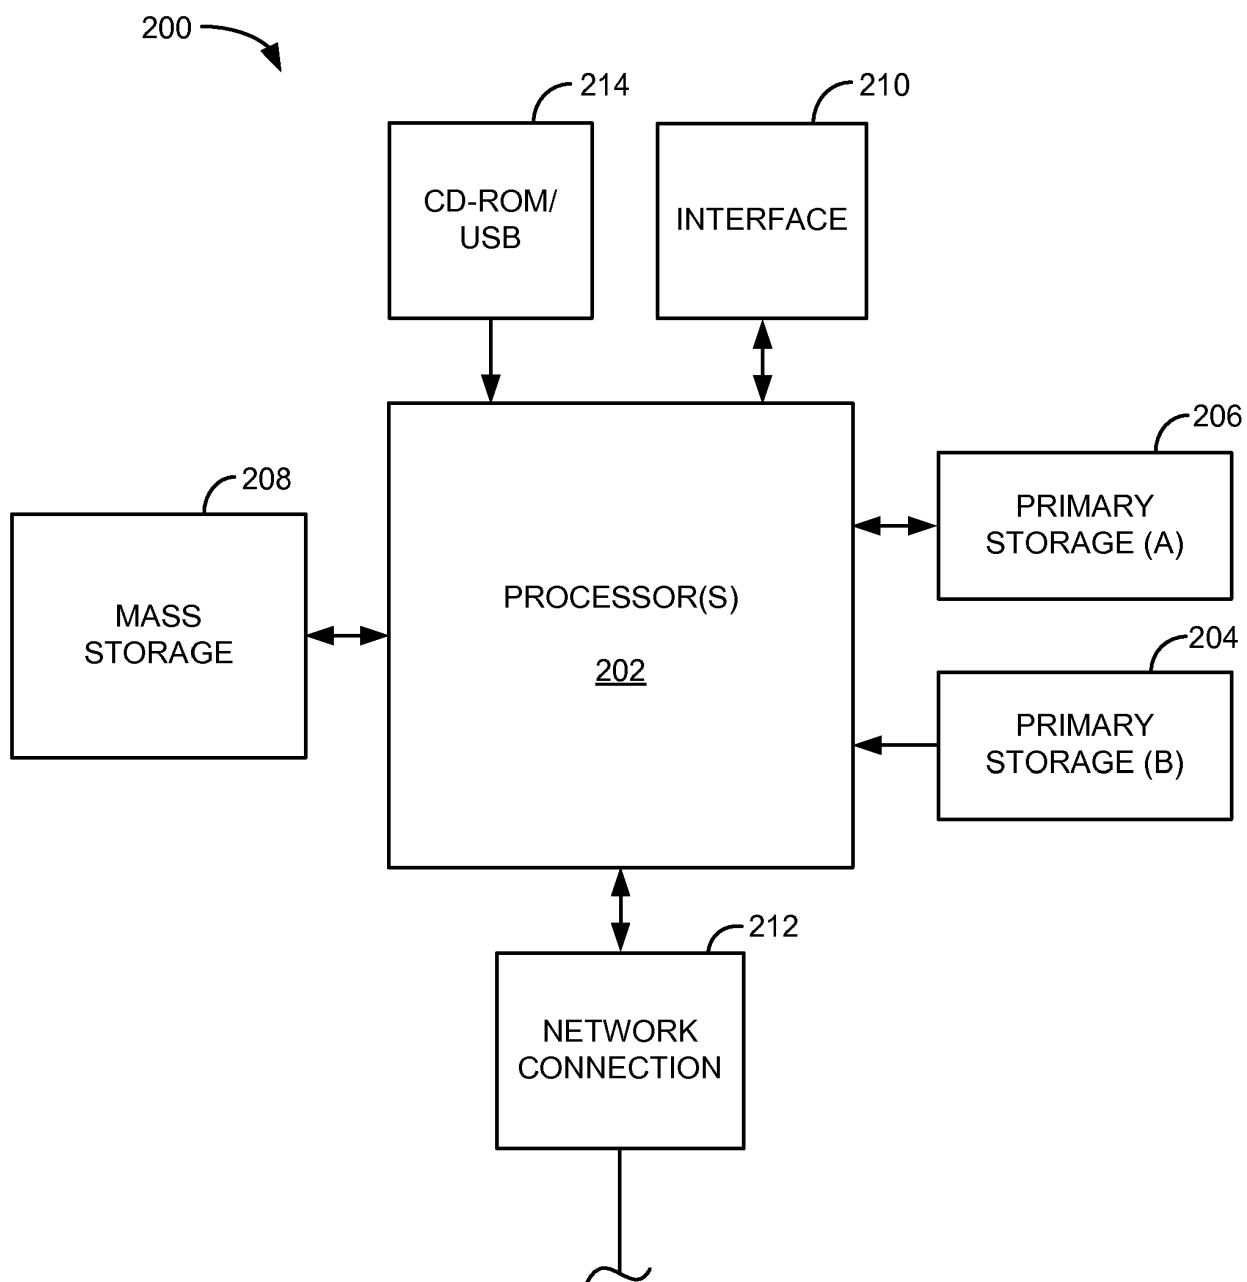 200
214
210
CD-ROM/
USB
INTERFACE
206
PRIMARY
STORAGE (A)
208
MASS
STORAGE
PROCESSOR(S)
202
204
PRIMARY
STORAGE (B)
212
NETWORK
CONNECTION